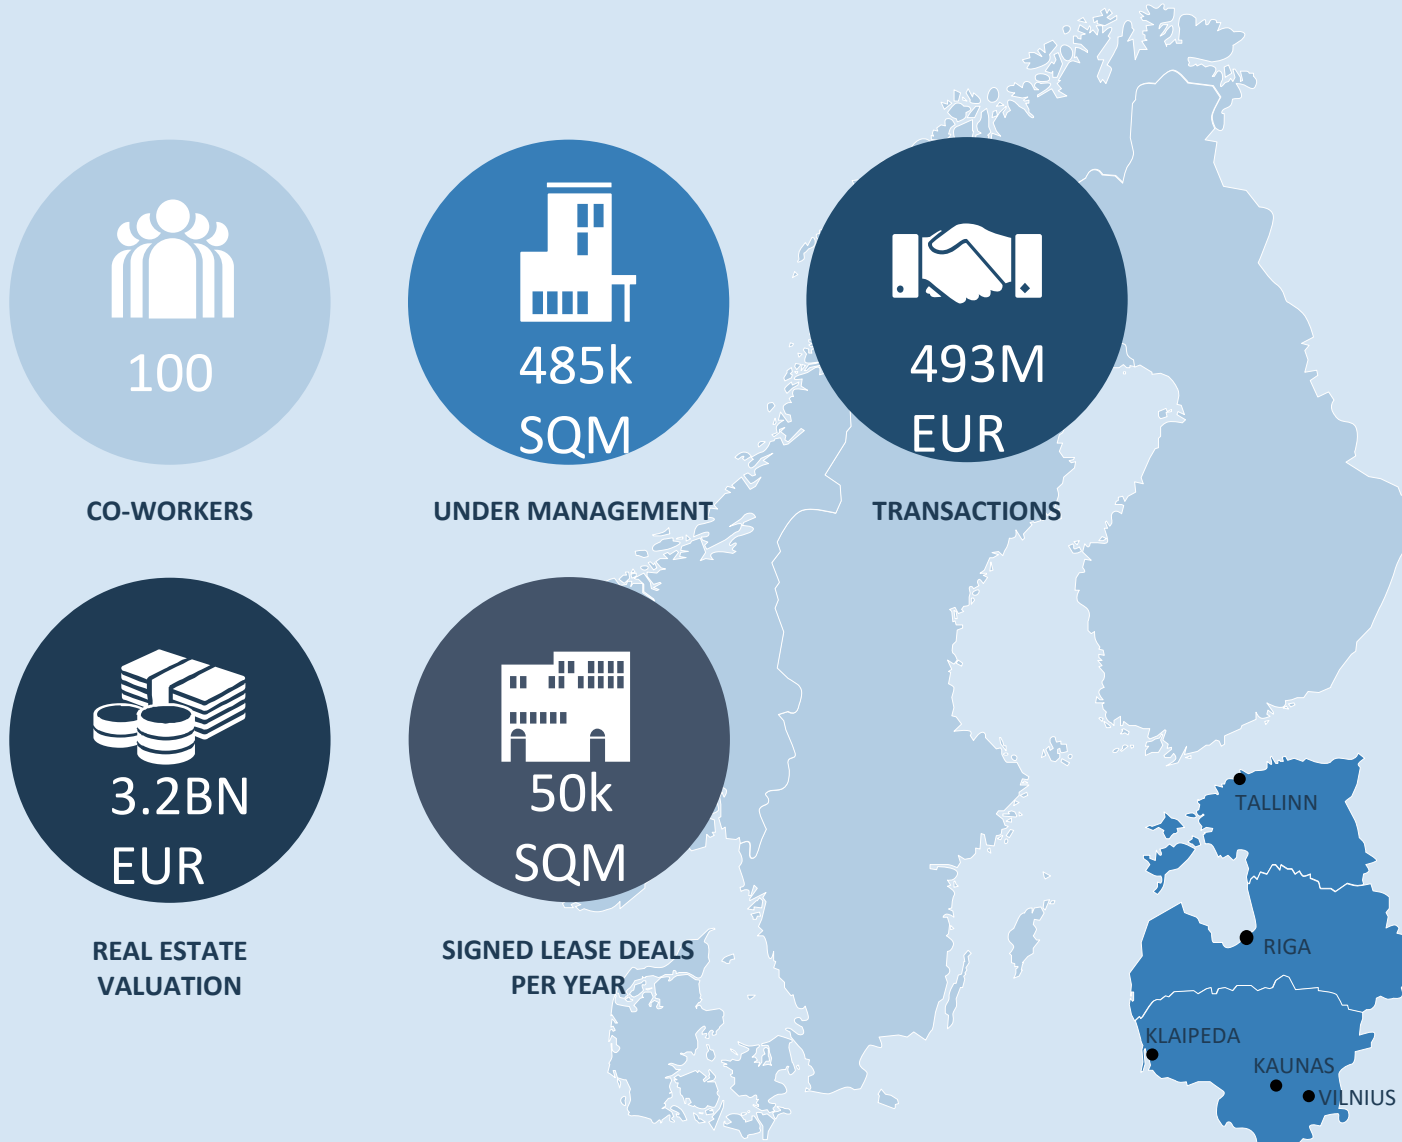 100
CO-WORKERS
485k
SQM
UNDER MANAGEMENT
493M
EUR
TRANSACTIONS
3.2BN
EUR
REAL ESTATE
VALUATION
50k
SQM
SIGNED LEASE DEALS
PER YEAR
TALLINN
RIGA
KLAIPEDA
KAUNAS
VILNIUS